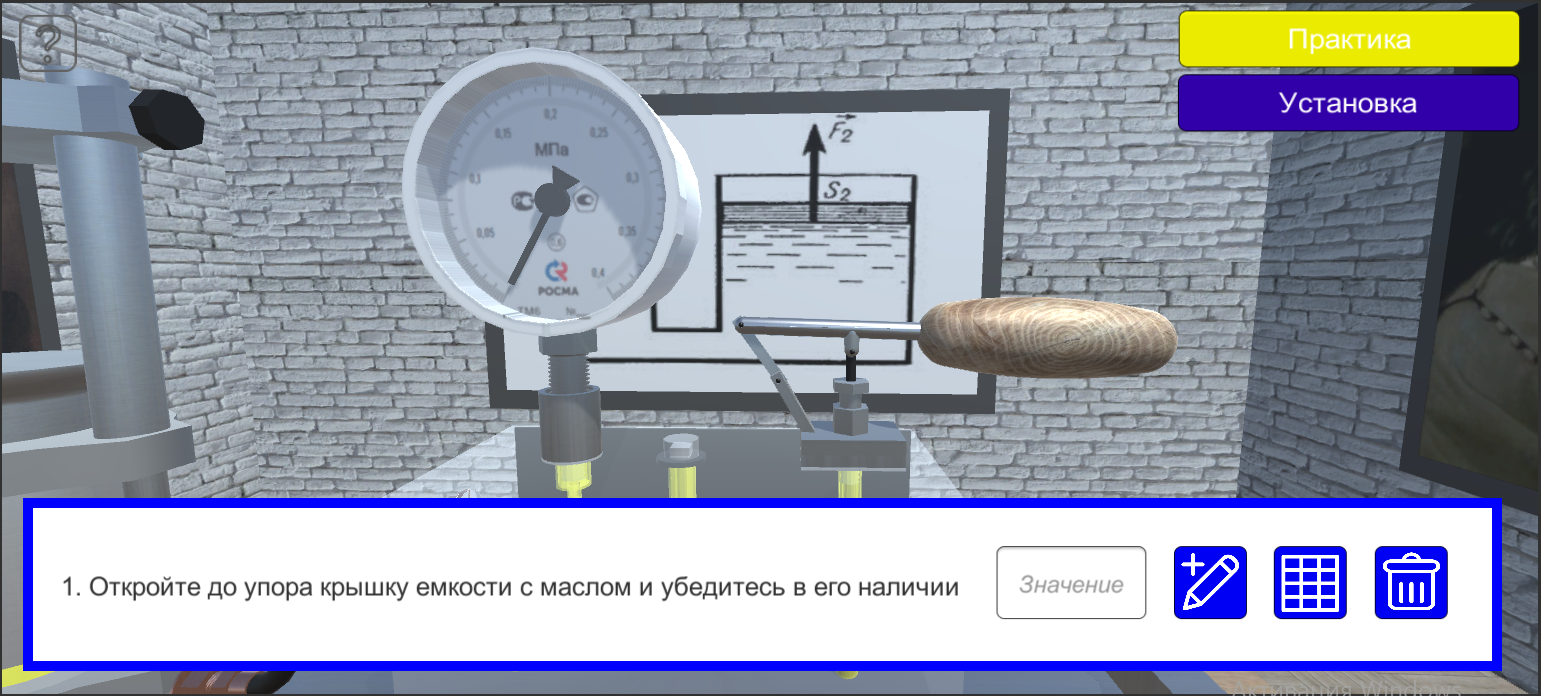 ?
Практика
Установка
0,2
0,15
0,25
МПа
0,1
0,3
0,05
0,35
0,4
РОСМА
ТМ6
F2
S2
1. Откройте до упора крышку емкости с маслом и убедитесь в его наличии
Значение